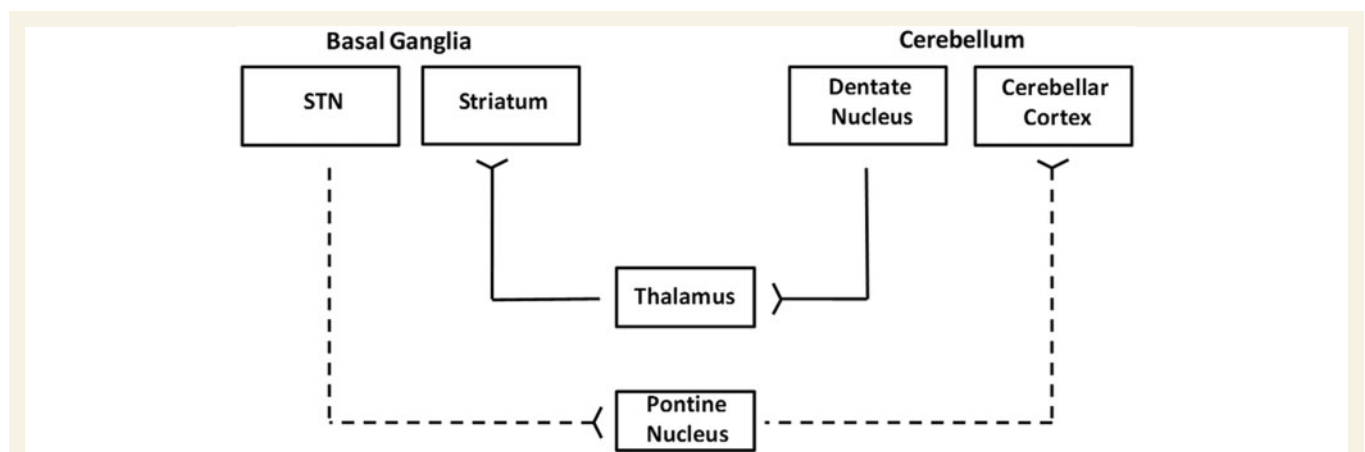 Basal Ganglia
Cerebellum
STN
Striatum
Dentate
Nucleus
Cerebellar
Cortex
Thalamus
Pontine
Nucleus